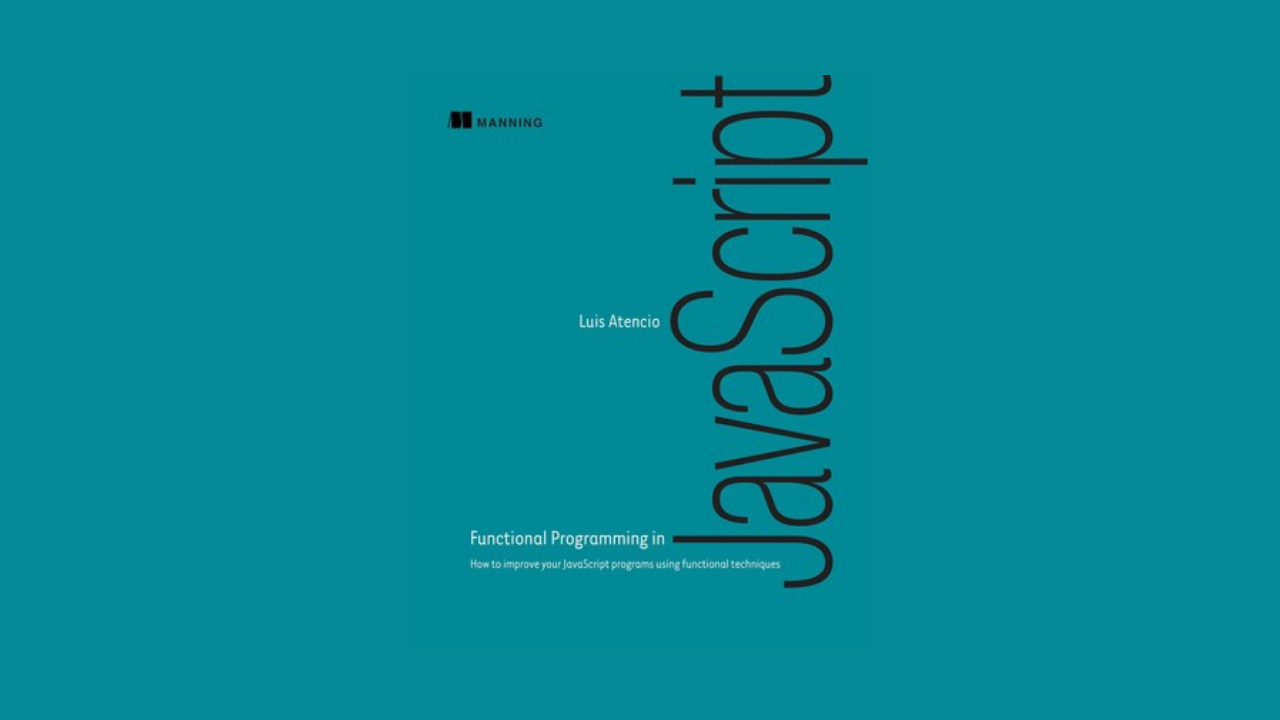 MANNING
Luis Atencio
Functional Programming in
JavaScript
How to improve your JavaScript programs using functional techniques